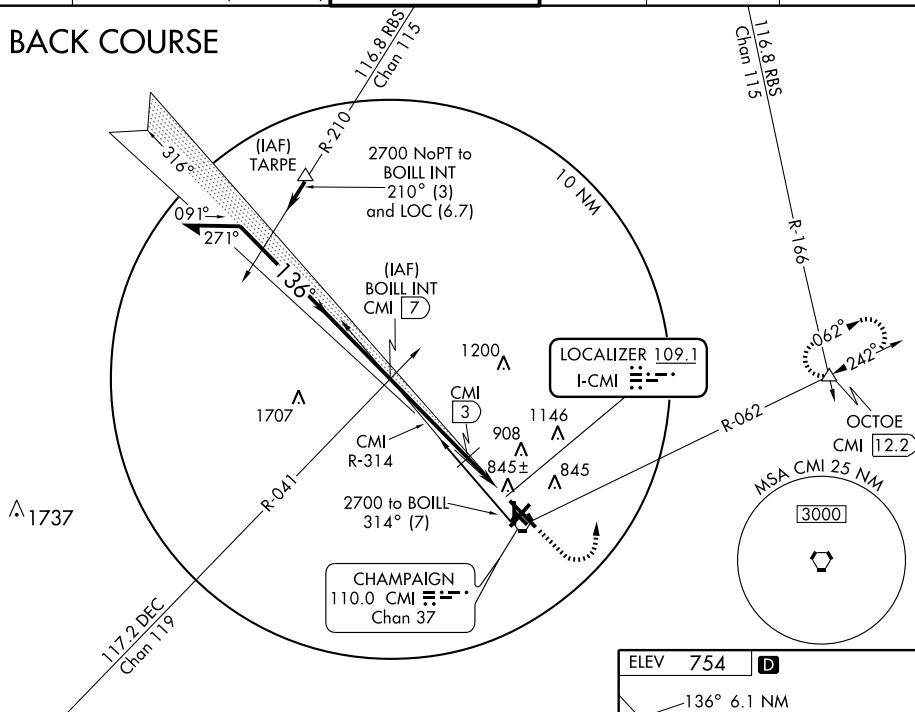 BACK COURSE
116.8 RBS
Chan 115
R-210
116.8 RBS
Chan 115
(IAF)
TARPE
2700 NoPT to
BOILL INT
210° (3)
and LOC (6.7)
10 NM
316°
091°
271°
136°
R-166
(IAF)
BOILL INT
CMI 7
1200
LOCALIZER 109.1
I-CMI
062°
242°
1707
CMI
3
1146
908
R-062
OCTOE
CMI 12.2
CMI
R-314
845±
845
R-041
2700 to BOILL
314° (7)
MSA CMI 25 NM
3000
1737
CHAMPAIGN
110.0 CMI
Chan 37
117.2 DEC
Chan 119
ELEV 754 D
136° 6.1 NM